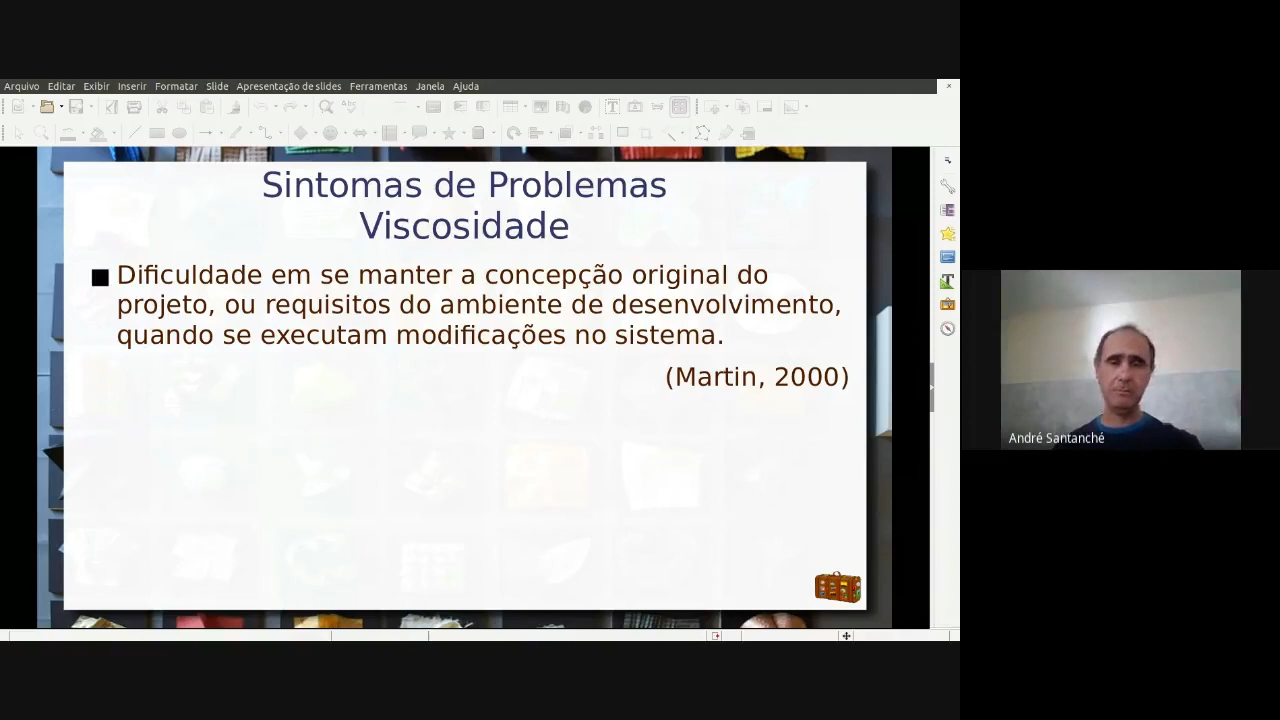 Arquivo Editar Exibir Inserir Formatar Slide Apresentação de slides Ferramentas Janela Ajuda
Sintomas de Problemas
Viscosidade
Dificuldade em se manter a concepção original do
projeto, ou requisitos do ambiente de desenvolvimento,
quando se executam modificações no sistema.
(Martin, 2000)
André Santanché